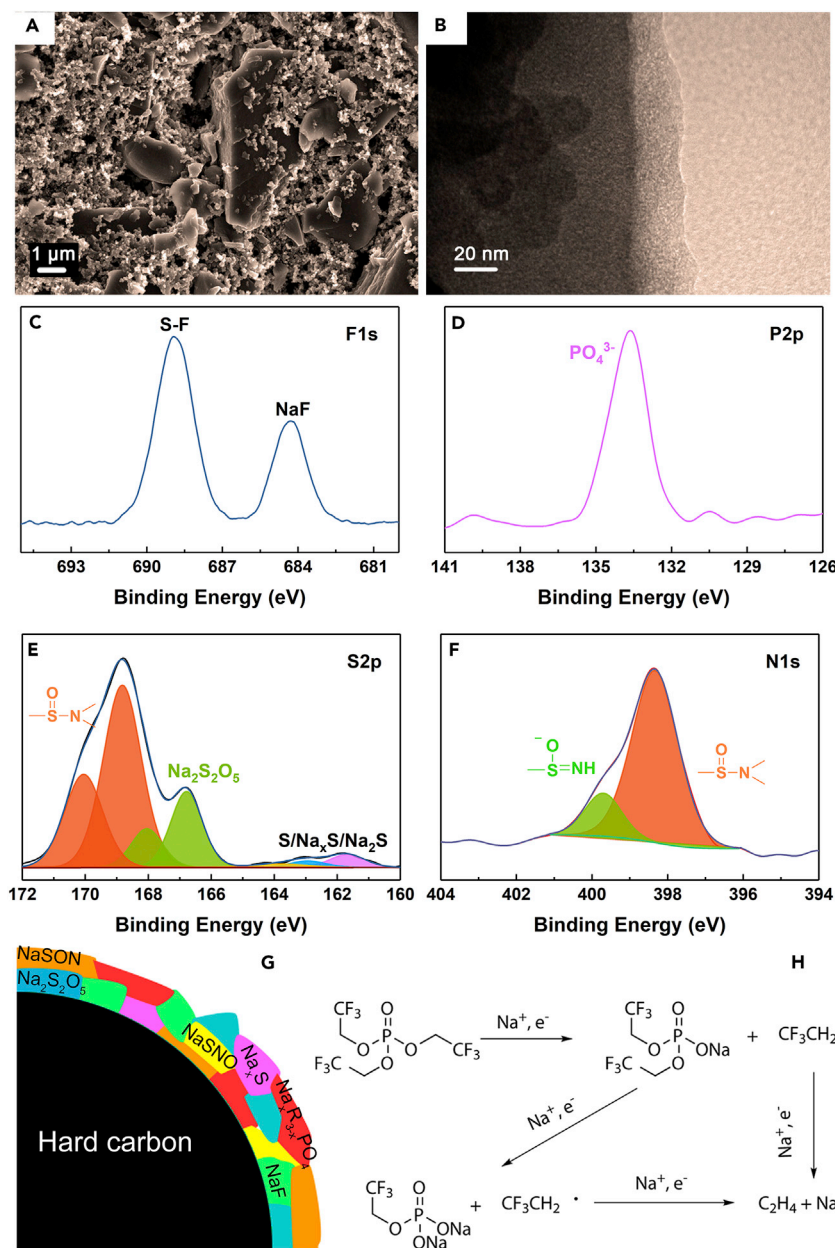 A
1 μm
B
20 nm
C
F1s
S-F
NaF
693 690 687 684 681
Binding Energy (eV)
D
P2p
PO₄³⁻
141 138 135 132 129 126
Binding Energy (eV)
E
S2p
O
S N
Na₂S₂O₅
S/NaₓS/Na₂S
172 170 168 166 164 162 160
Binding Energy (eV)
F
N1s
⁻O
S=NH
O
S N
404 402 400 398 396 394
Binding Energy (eV)
G
NaSON
Na₂S₂O₅
NaSNO
NaₓS
NaₓR₃₋ₓPO₄
NaF
Hard carbon
H
CF₃ O
O P O CF₃
F₃C O
Na⁺, e⁻
CF₃ O
O P ONa
F₃C O
+ CF₃CH₂
Na⁺, e⁻
Na⁺, e⁻
CF₃ O
O P ONa
ONa
+ CF₃CH₂ •
Na⁺, e⁻
C₂H₄ + Na